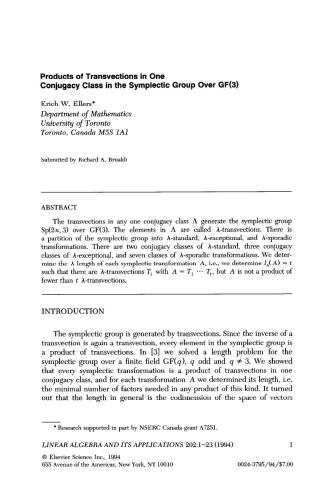 Products of Transvections in One
Conjugacy Class in the Symplectic Group Over GF(3)
Erich W. Ellers*
Department of Mathematics
University of Toronto
Toronto, Canada M5S 1A1
Submitted by Richard A. Brualdi
ABSTRACT
The transvections in any one conjugacy class Λ generate the symplectic group
Sp(2n, 3) over GF(3). The elements in Λ are called λ-transvections. There is
a partition of the symplectic group into λ-standard, λ-exceptional, and λ-sporadic
transformations. There are two conjugacy classes of λ-standard, three conjugacy
classes of λ-exceptional, and seven classes of λ-sporadic transformations. We deter-
mine the λ length of each symplectic transformation A, i.e., we determine lλ(A) = t
such that there are λ-transvections Ti with A = T1 ⋯ Tt, but A is not a product of
fewer than t λ-transvections.
INTRODUCTION
The symplectic group is generated by transvections. Since the inverse of a
transvection is again a transvection, every element in the symplectic group is
a product of transvections. In [3] we solved a length problem for the
symplectic group over a finite field GF(q), q odd and q ≠ 3. We showed
that every symplectic transformation is a product of transvections in one
conjugacy class, and for each transformation A we determined its length, i.e.
the minimal number of factors needed in any product of this kind. It turned
out that the length in general is the codimension of the space of vectors
* Research supported in part by NSERC Canada grant A7251.
LINEAR ALGEBRA AND ITS APPLICATIONS 202:1–23 (1994) 1
© Elsevier Science Inc., 1994
655 Avenue of the Americas, New York, NY 10010 0024-3795/94/$7.00